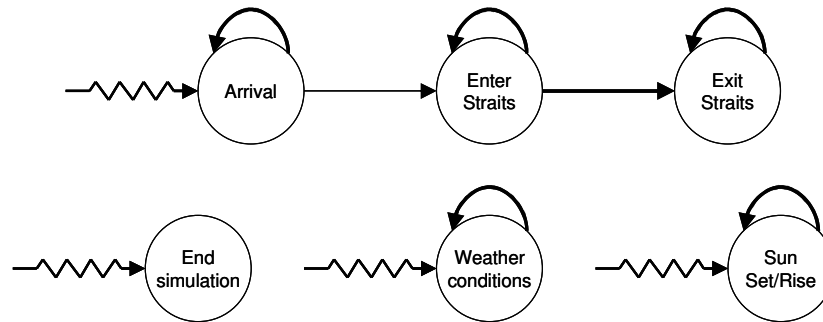 Arrival
Enter
Straits
Exit
Straits
End
simulation
Weather
conditions
Sun
Set/Rise